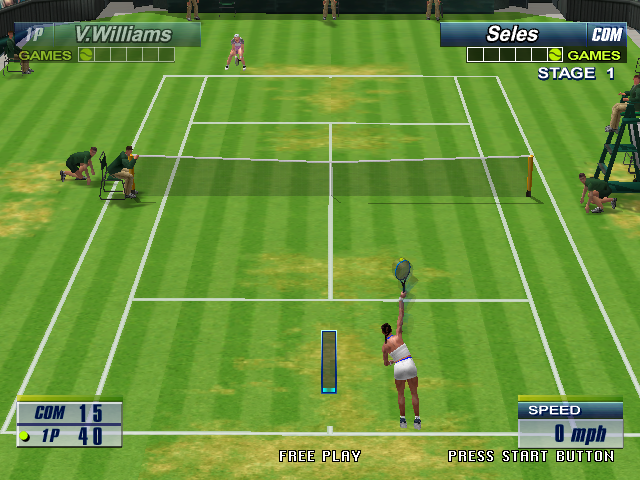 1P V.Williams
Seles COM
GAMES
GAMES
STAGE 1
COM 15
1P 40
SPEED
0 mph
FREE PLAY
PRESS START BUTTON